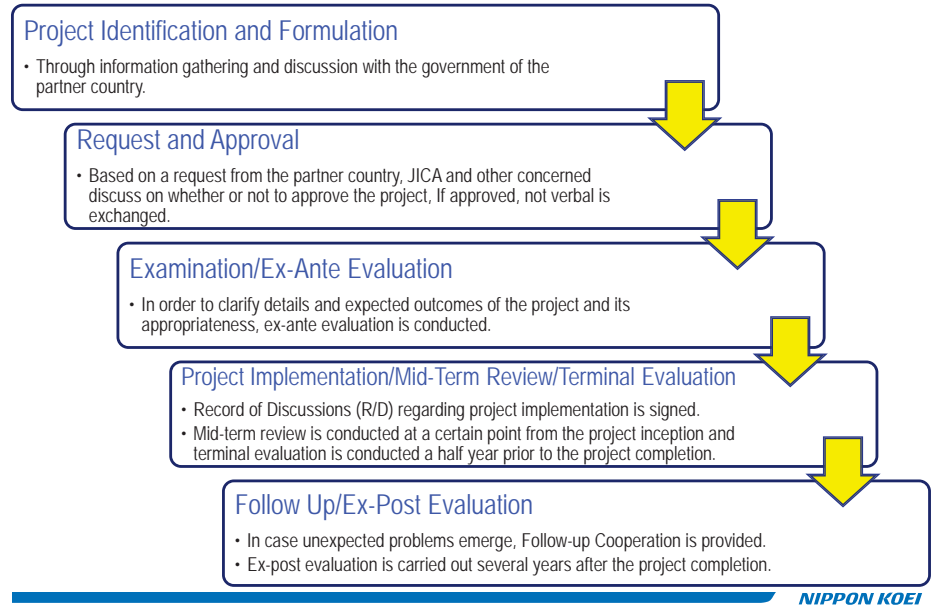 Project Identification and Formulation
• Through information gathering and discussion with the government of the
partner country.
Request and Approval
• Based on a request from the partner country, JICA and other concerned
discuss on whether or not to approve the project, If approved, not verbal is
exchanged.
Examination/Ex-Ante Evaluation
• In order to clarify details and expected outcomes of the project and its
appropriateness, ex-ante evaluation is conducted.
Project Implementation/Mid-Term Review/Terminal Evaluation
• Record of Discussions (R/D) regarding project implementation is signed.
• Mid-term review is conducted at a certain point from the project inception and
terminal evaluation is conducted a half year prior to the project completion.
Follow Up/Ex-Post Evaluation
• In case unexpected problems emerge, Follow-up Cooperation is provided.
• Ex-post evaluation is carried out several years after the project completion.
NIPPON KOEI